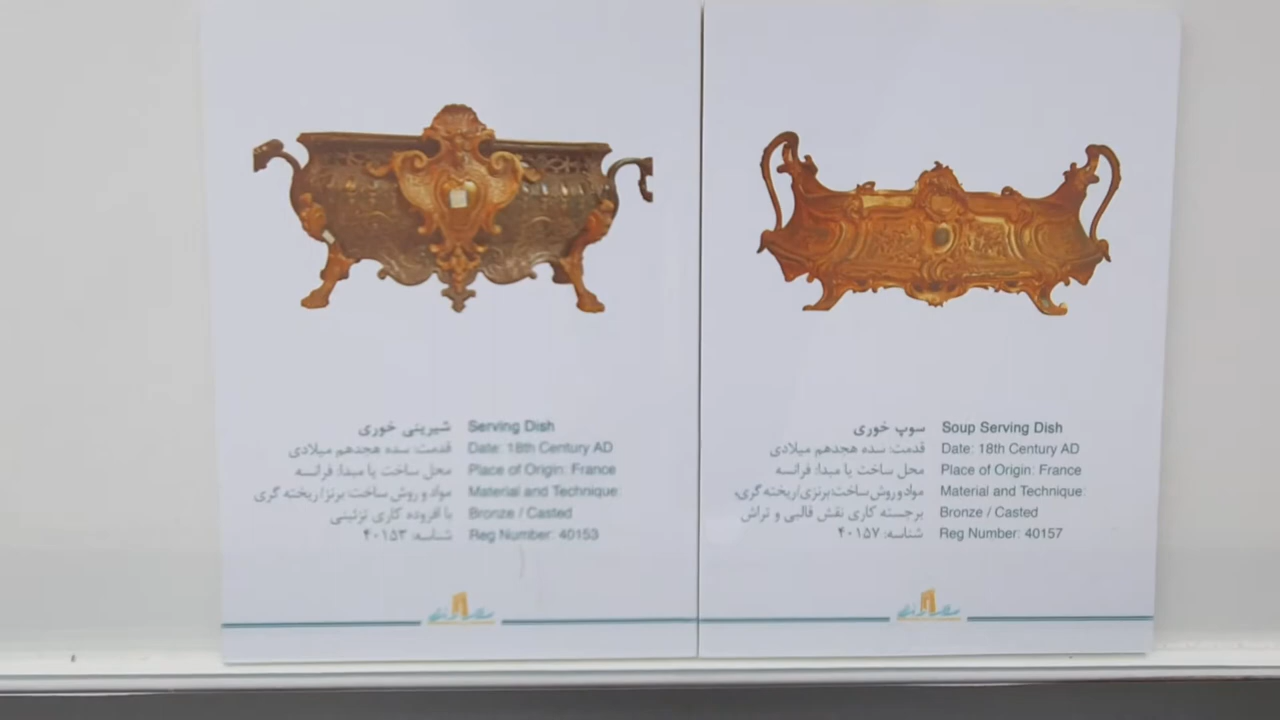 شیرینی خوری
قدمت: سده هجدهم میلادی
محل ساخت یا مبدا: فرانسه
مواد و روش ساخت: برنز/ریخته گری
با افزوده کاری تزئینی
شناسه: ۴۰۱۵۳
Serving Dish
Date: 18th Century AD
Place of Origin: France
Material and Technique:
Bronze / Casted
Reg Number: 40153
سوپ خوری
قدمت: سده هجدهم میلادی
محل ساخت یا مبدا: فرانسه
مواد و روش ساخت: برنزی/ریخته گری،
برجسته کاری نقش قالبی و تراش
شناسه: ۴۰۱۵۷
Soup Serving Dish
Date: 18th Century AD
Place of Origin: France
Material and Technique:
Bronze / Casted
Reg Number: 40157